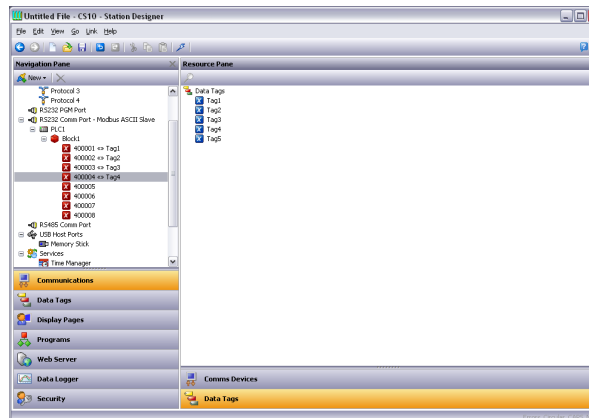 Untitled File - CS10 - Station Designer
File Edit View Go Link Help
Navigation Pane
New
Protocol 3
Protocol 4
RS232 PGM Port
RS232 Comm Port - Modbus ASCII Slave
PLC1
Block1
400001 <=> Tag1
400002 <=> Tag2
400003 <=> Tag3
400004 <=> Tag4
400005
400006
400007
400008
RS485 Comm Port
USB Host Ports
Memory Stick
Services
Time Manager
Communications
Data Tags
Display Pages
Programs
Web Server
Data Logger
Security
Resource Pane
Data Tags
Tag1
Tag2
Tag3
Tag4
Tag5
Comms Devices
Data Tags